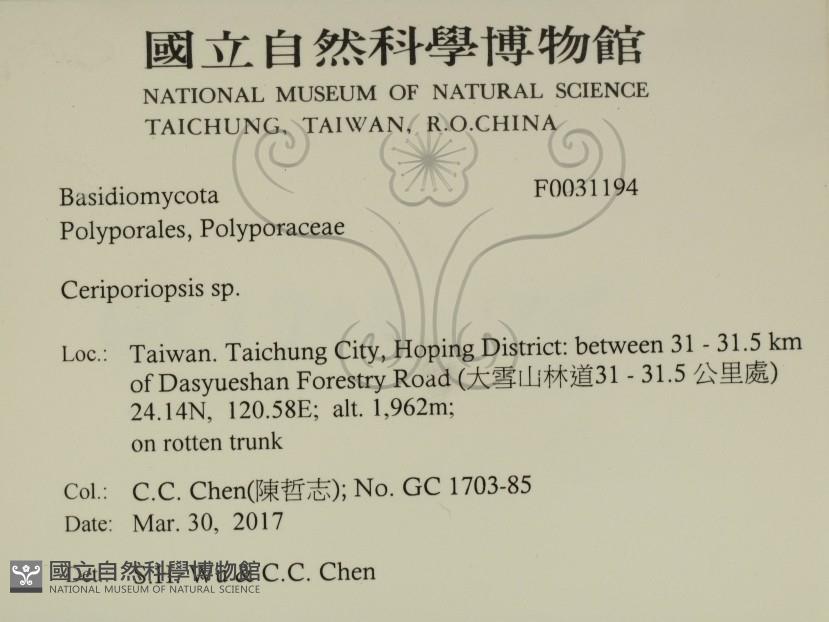 國立自然科學博物館
NATIONAL MUSEUM OF NATURAL SCIENCE
TAICHUNG, TAIWAN, R.O.CHINA
Basidiomycota F0031194
Polyporales, Polyporaceae
Ceriporiopsis sp.
Loc.: Taiwan. Taichung City, Hoping District: between 31 - 31.5 km
of Dasyueshan Forestry Road (大雪山林道31 - 31.5 公里處)
24.14N, 120.58E; alt. 1,962m;
on rotten trunk
Col.: C.C. Chen(陳哲志); No. GC 1703-85
Date: Mar. 30, 2017
Det.: S.H. Wu & C.C. Chen
國立自然科學博物館
NATIONAL MUSEUM OF NATURAL SCIENCE